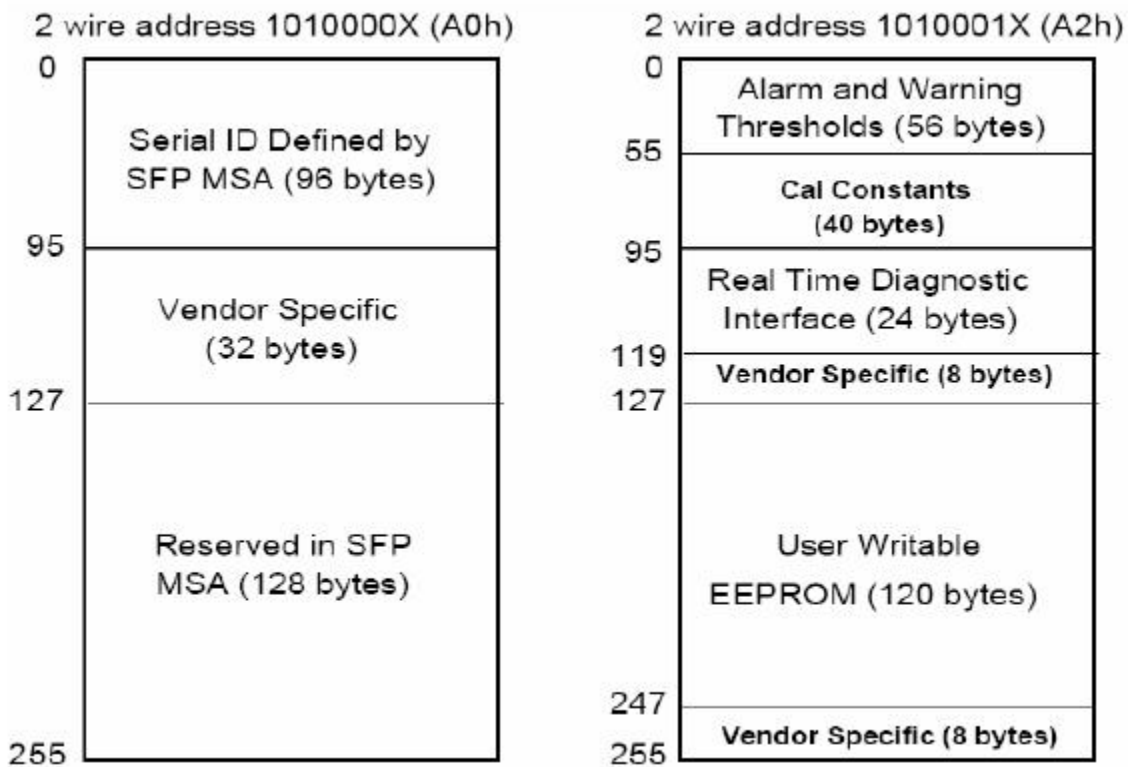 2 wire address 1010000X (A0h)
0
Serial ID Defined by
SFP MSA (96 bytes)
95
Vendor Specific
(32 bytes)
127
Reserved in SFP
MSA (128 bytes)
255
2 wire address 1010001X (A2h)
0
Alarm and Warning
Thresholds (56 bytes)
55
Cal Constants
(40 bytes)
95
Real Time Diagnostic
Interface (24 bytes)
119
Vendor Specific (8 bytes)
127
User Writable
EEPROM (120 bytes)
247
Vendor Specific (8 bytes)
255